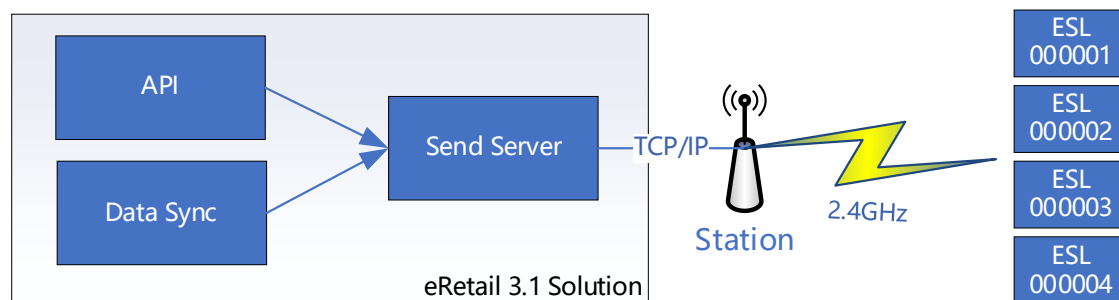 API
Data Sync
Send Server
eRetail 3.1 Solution
TCP/IP
Station
2.4GHz
ESL
000001
ESL
000002
ESL
000003
ESL
000004